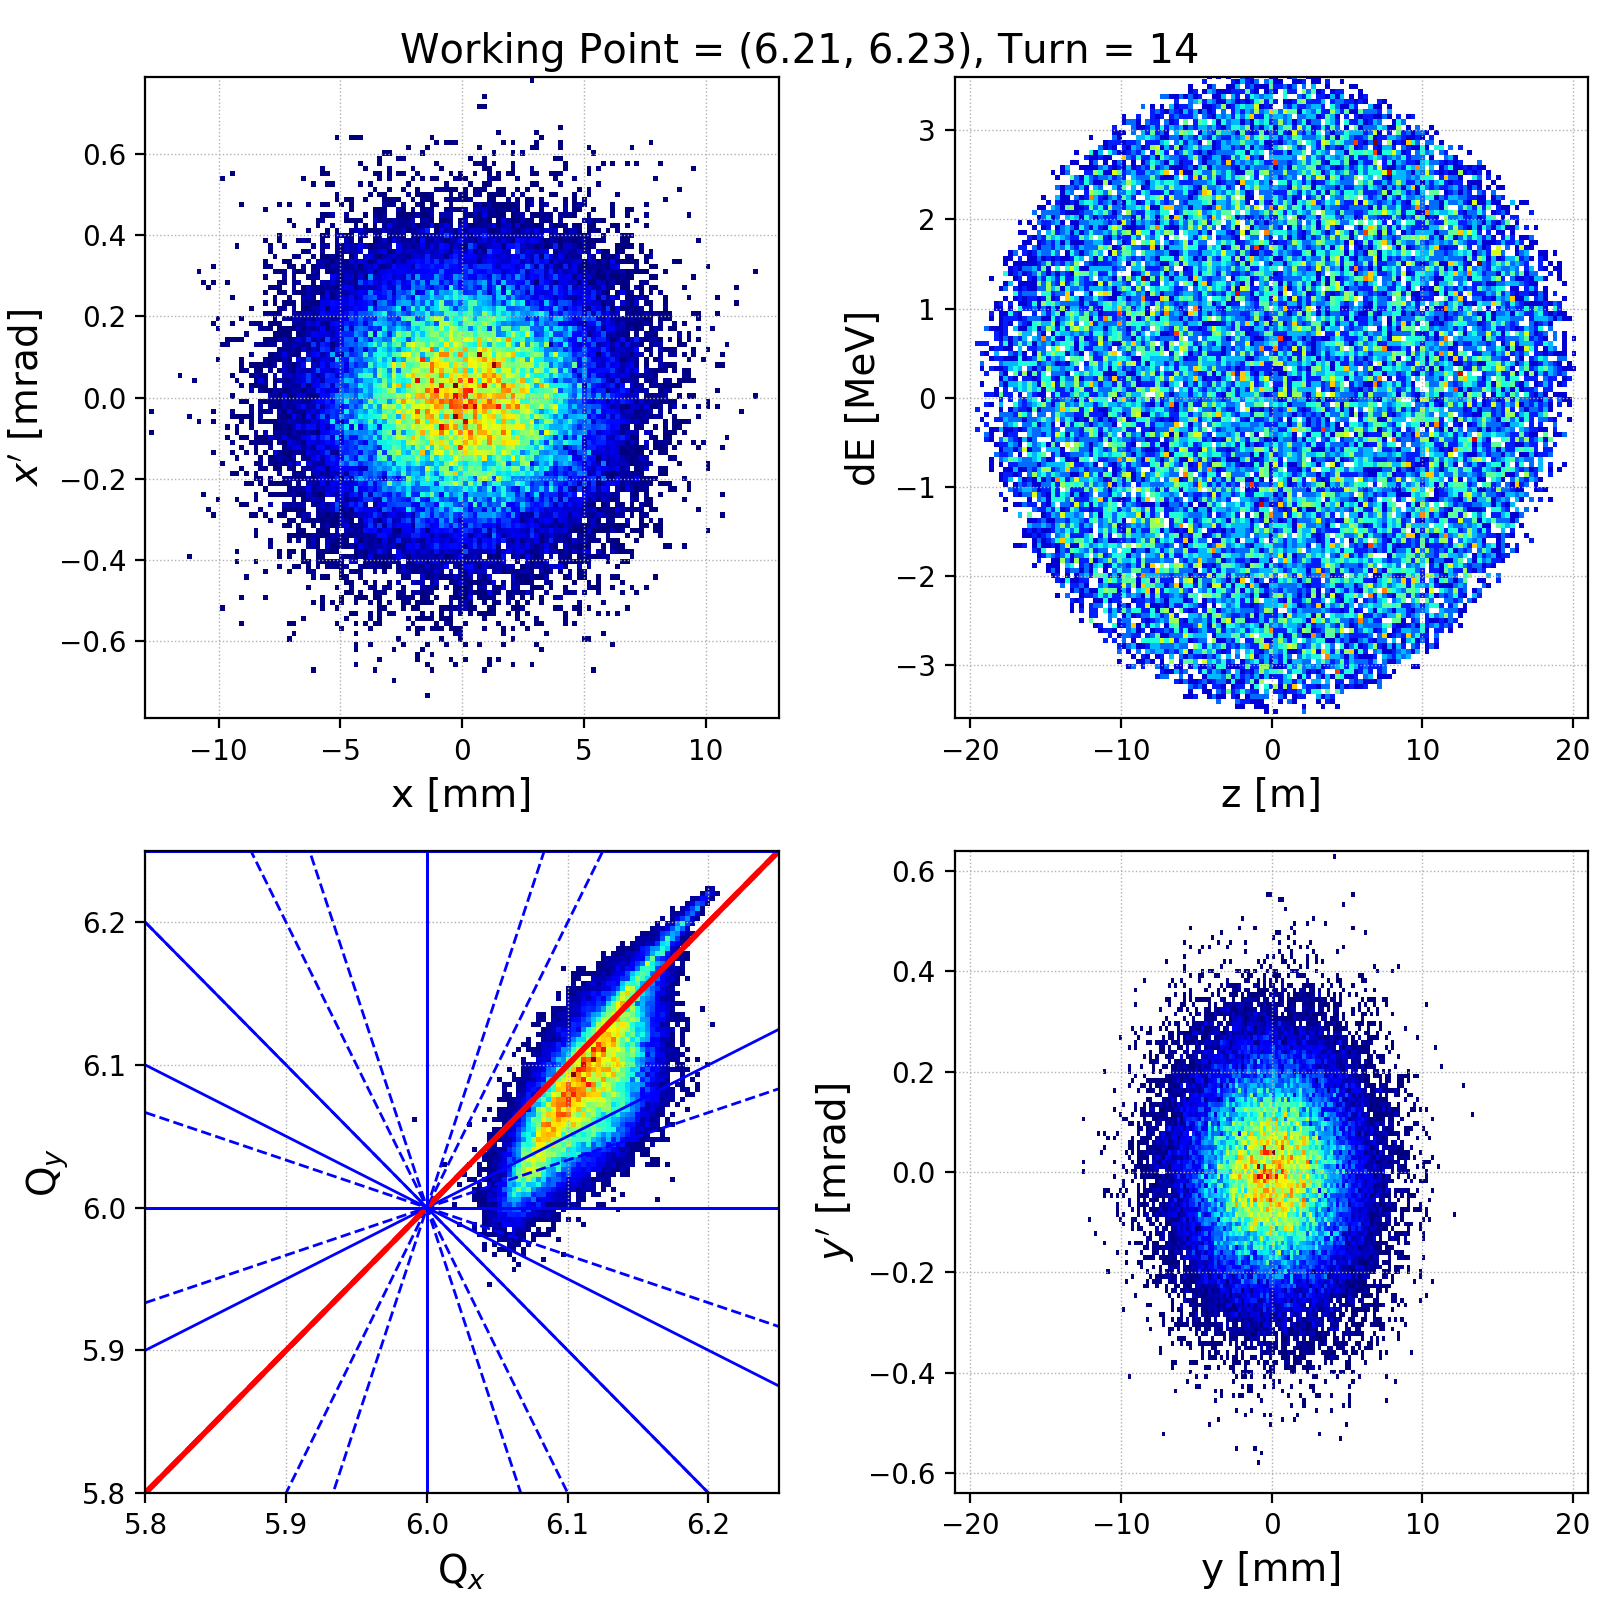 Working Point = (6.21, 6.23), Turn = 14
x′ [mrad]
0.6
0.4
0.2
0.0
−0.2
−0.4
−0.6
−10 −5 0 5 10
x [mm]
dE [MeV]
3
2
1
0
−1
−2
−3
−20 −10 0 10 20
z [m]
Qy
6.2
6.1
6.0
5.9
5.8
5.8 5.9 6.0 6.1 6.2
Qx
y′ [mrad]
0.6
0.4
0.2
0.0
−0.2
−0.4
−0.6
−20 −10 0 10 20
y [mm]